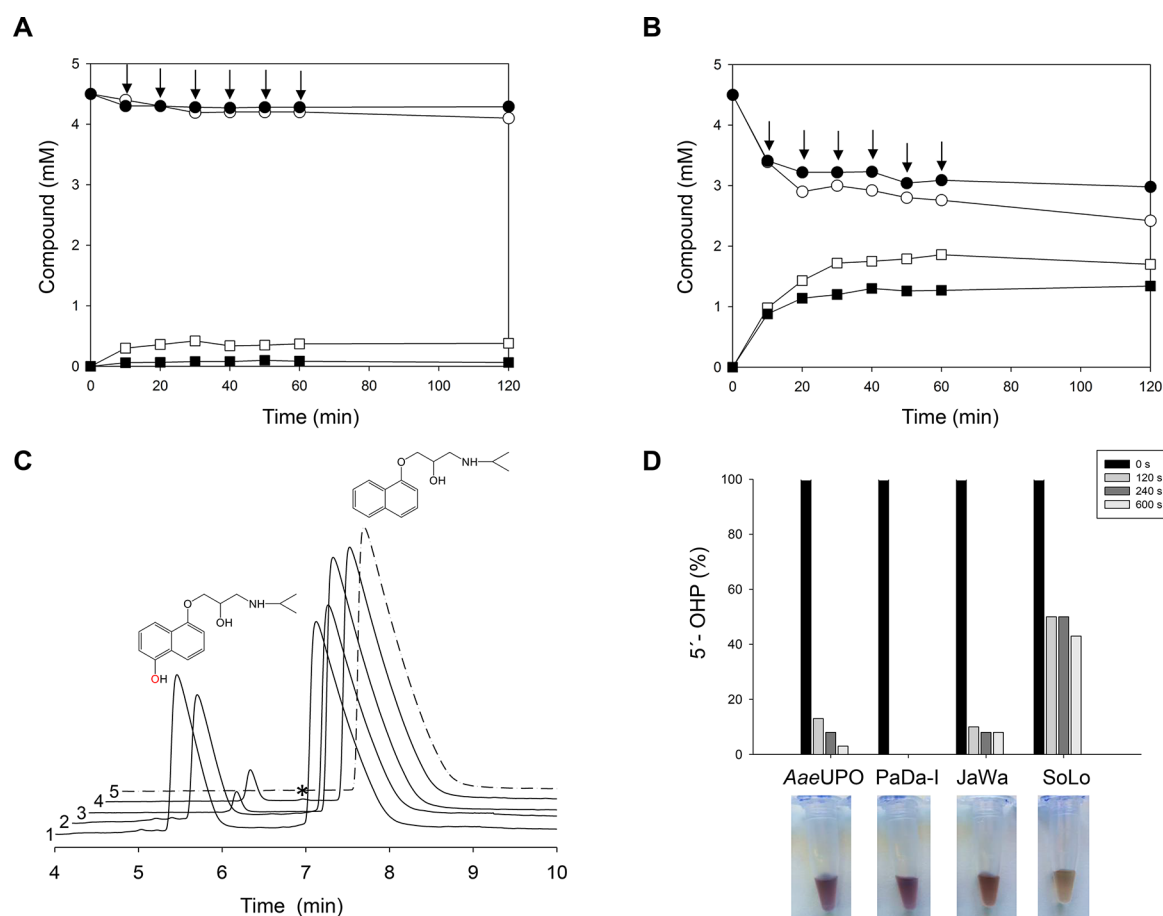 A
5
4
3
2
1
0
Compound (mM)
0
20
40
60
80
100
120
Time (min)
B
5
4
3
2
1
0
Compound (mM)
0
20
40
60
80
100
120
Time (min)
C
O
OH
NH
O
OH
NH
OH
1
2
3
4
5
*
4
5
6
7
8
9
10
Time (min)
D
0 s
120 s
240 s
600 s
100
80
60
40
20
0
5´- OHP (%)
AaeUPO
PaDa-I
JaWa
SoLo